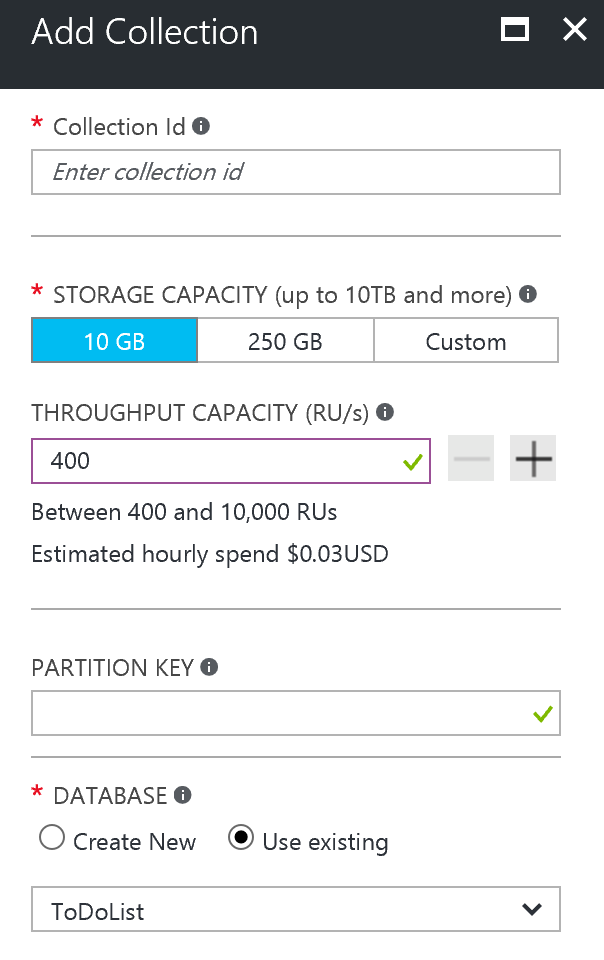 Add Collection
* Collection Id
Enter collection id
* STORAGE CAPACITY (up to 10TB and more)
10 GB 250 GB Custom
THROUGHPUT CAPACITY (RU/s)
400
Between 400 and 10,000 RUs
Estimated hourly spend $0.03USD
PARTITION KEY
* DATABASE
Create New Use existing
ToDoList